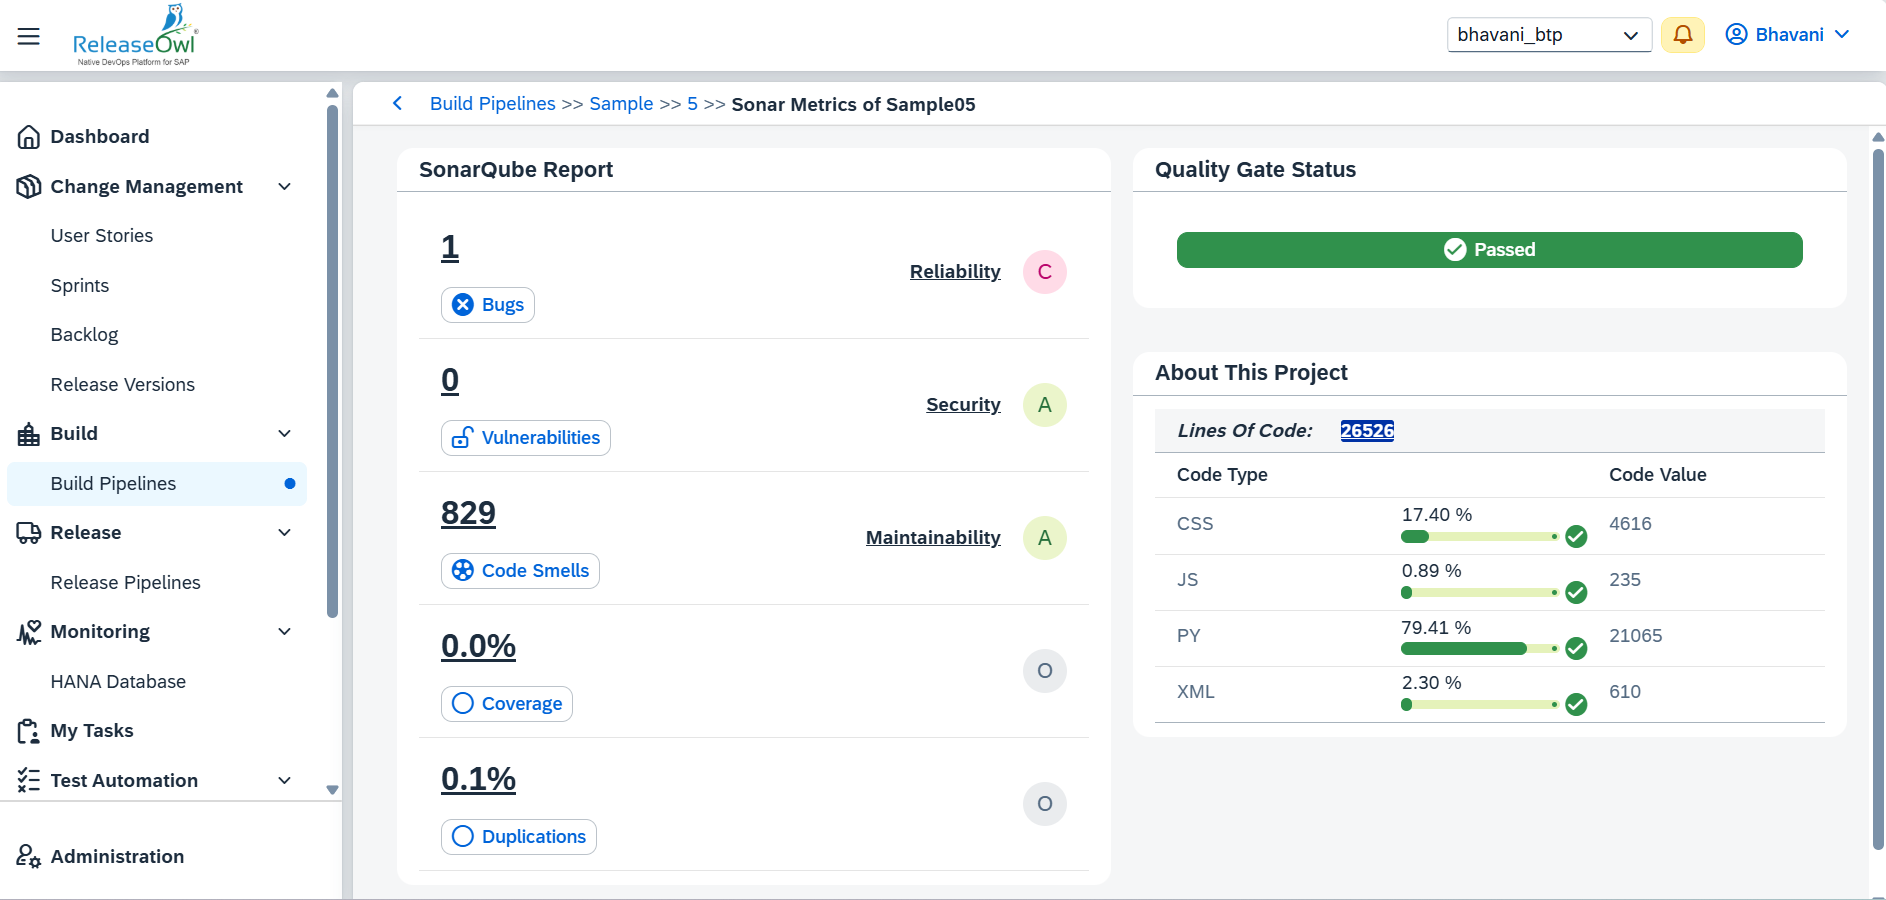 ReleaseOwl®
Native DevOps Platform for SAP
bhavani_btp
Bhavani
Dashboard
Change Management
User Stories
Sprints
Backlog
Release Versions
Build
Build Pipelines
Release
Release Pipelines
Monitoring
HANA Database
My Tasks
Test Automation
Administration
Build Pipelines >> Sample >> 5 >> Sonar Metrics of Sample05
SonarQube Report
1
Bugs
Reliability C
0
Vulnerabilities
Security A
829
Code Smells
Maintainability A
0.0%
Coverage
O
0.1%
Duplications
O
Quality Gate Status
Passed
About This Project
Lines Of Code: 26526
Code Type Code Value
CSS 17.40 % 4616
JS 0.89 % 235
PY 79.41 % 21065
XML 2.30 % 610